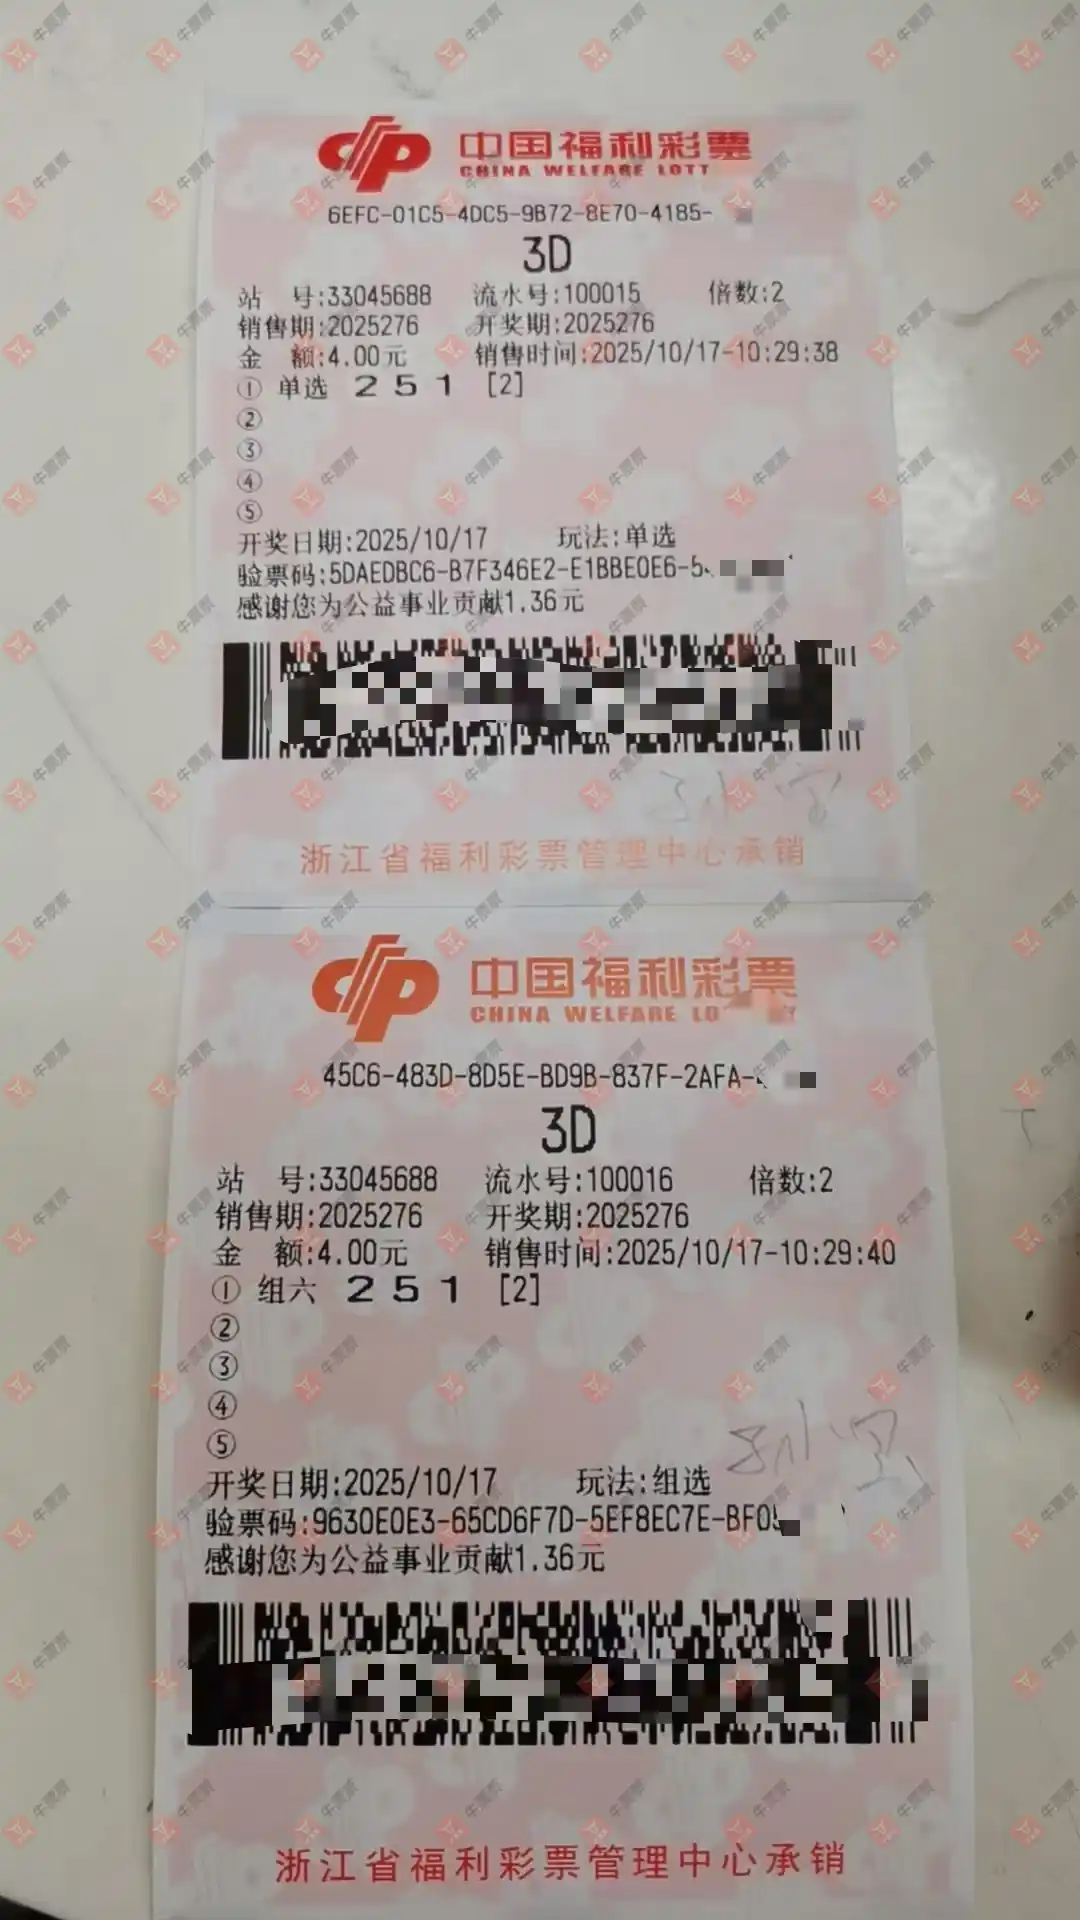 中国福利彩票
CHINA WELFARE LOTT
6EFC-01C5-4DC5-9B72-8E70-4185-
3D
站 号:33045688 流水号:100015 倍数:2
销售期:2025276 开奖期:2025276
金 额:4.00元 销售时间:2025/10/17-10:29:38
① 单选 2 5 1 [2]
②
③
④
⑤
开奖日期:2025/10/17 玩法:单选
验票码:5DAEDBC6-B7F346E2-E1BBE0E6-5
感谢您为公益事业贡献1.36元
浙江省福利彩票管理中心承销
中国福利彩票
CHINA WELFARE LO
45C6-483D-8D5E-BD9B-837F-2AFA-
3D
站 号:33045688 流水号:100016 倍数:2
销售期:2025276 开奖期:2025276
金 额:4.00元 销售时间:2025/10/17-10:29:40
① 组六 2 5 1 [2]
②
③
④
⑤
开奖日期:2025/10/17 玩法:组选
验票码:9630E0E3-65CD6F7D-5EF8EC7E-BF05
感谢您为公益事业贡献1.36元
浙江省福利彩票管理中心承销
牛票票